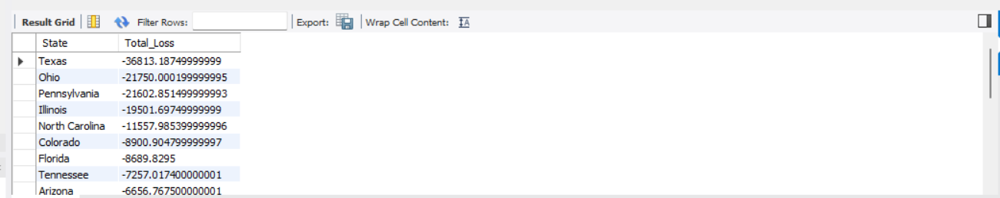 Result Grid Filter Rows: Export: Wrap Cell Content:
State Total_Loss
Texas -36813.18749999999
Ohio -21750.000199999995
Pennsylvania -21602.851499999993
Illinois -19501.69749999999
North Carolina -11557.985399999996
Colorado -8900.904799999997
Florida -8689.8295
Tennessee -7257.017400000001
Arizona -6656.767500000001